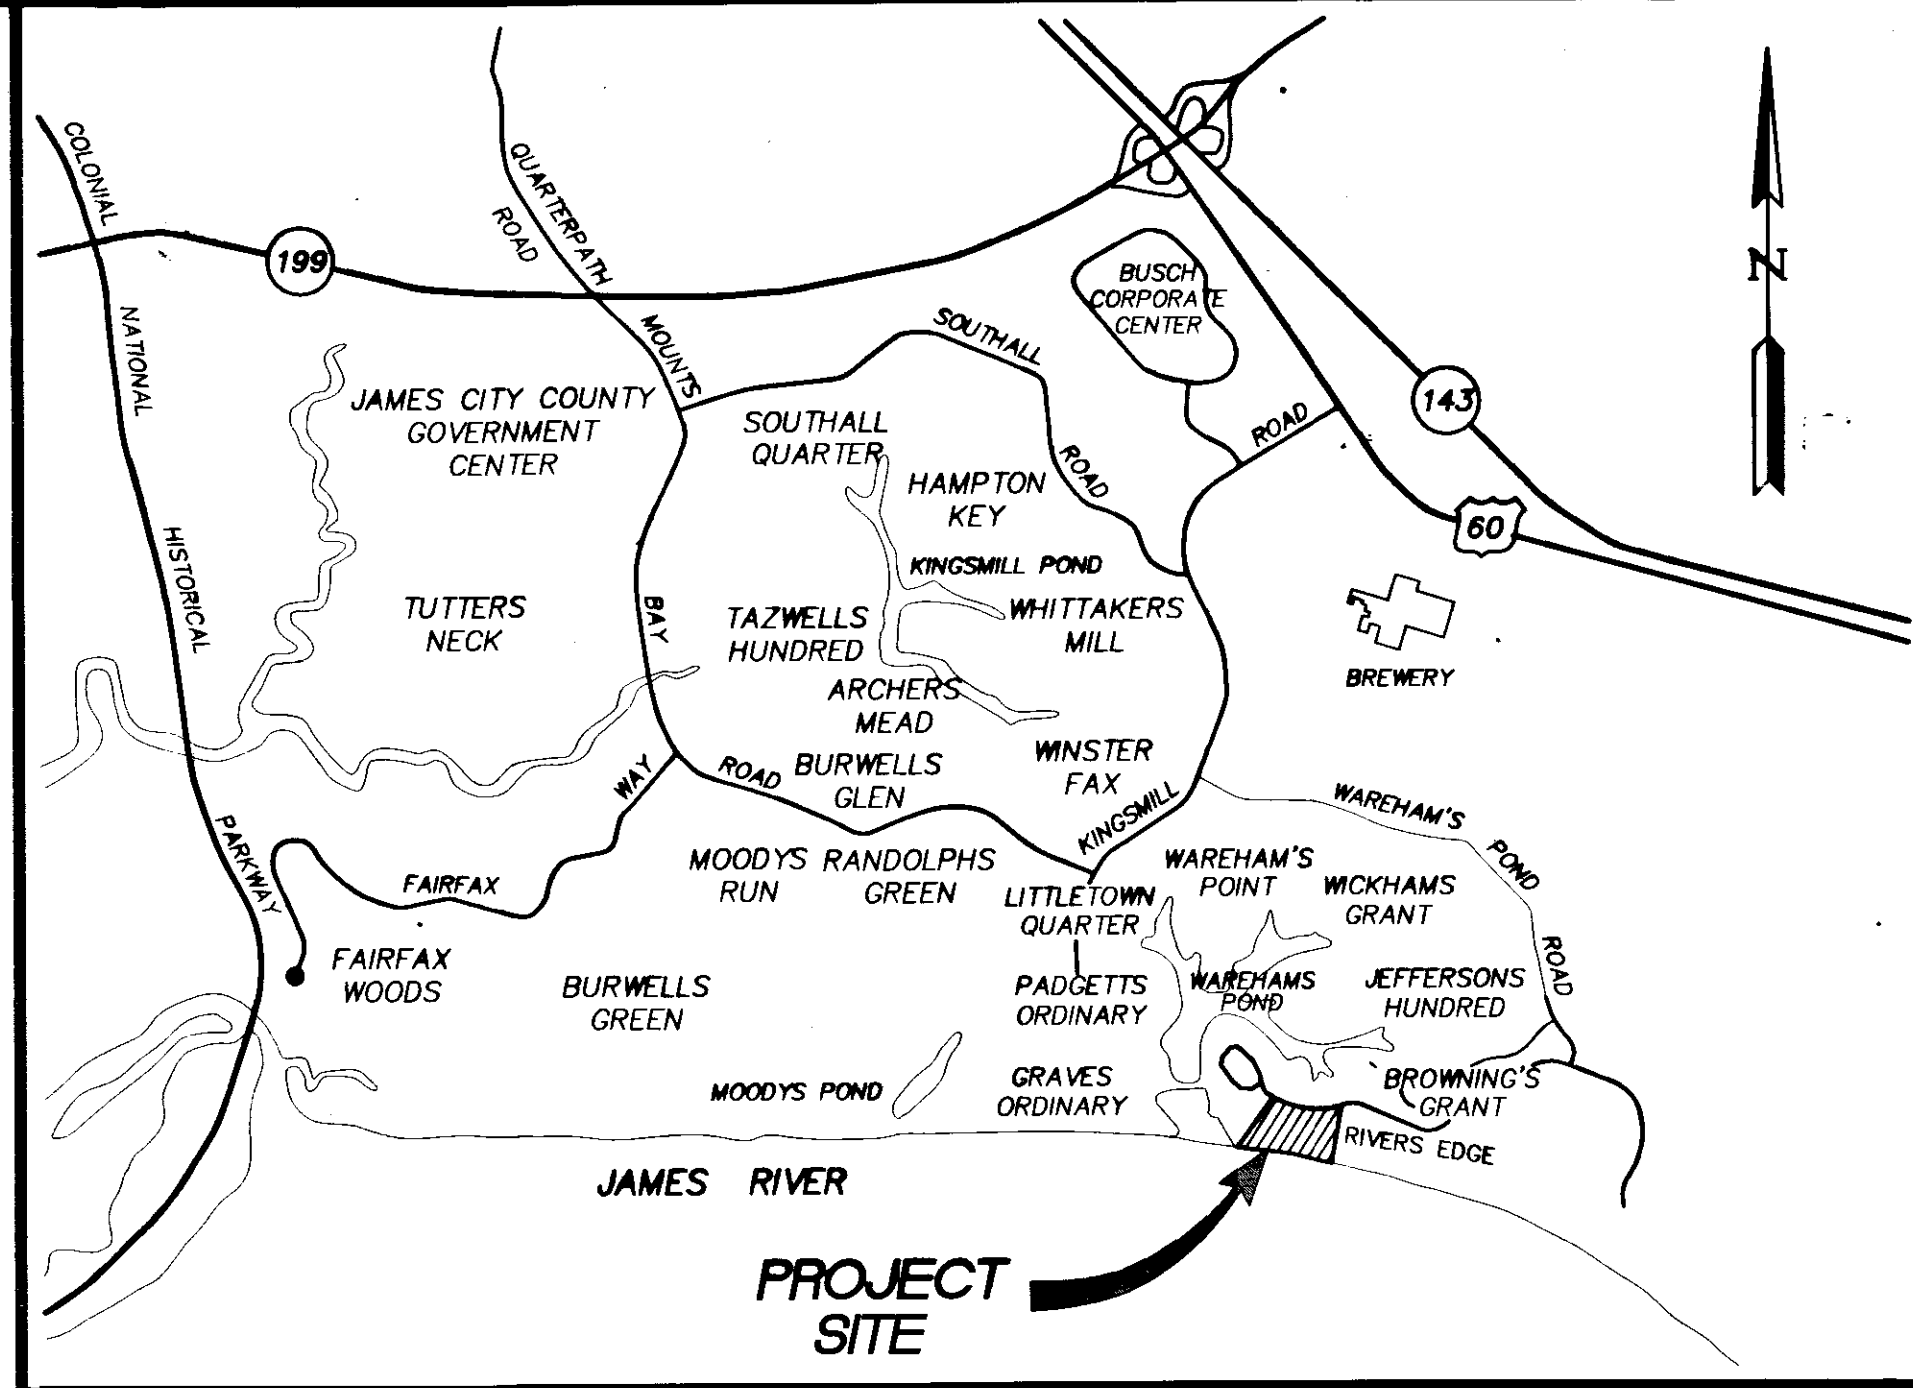 COLONIAL
NATIONAL
HISTORICAL
PARKWAY
199
QUARTERPATH
ROAD
MOUNTS
BAY
ROAD
SOUTHALL
ROAD
BUSCH
CORPORATE
CENTER
ROAD
143
60
N
JAMES CITY COUNTY
GOVERNMENT
CENTER
SOUTHALL
QUARTER
HAMPTON
KEY
KINGSMILL POND
TUTTERS
NECK
TAZWELLS
HUNDRED
WHITTAKERS
MILL
BREWERY
ARCHERS
MEAD
BURWELLS
GLEN
WINSTER
FAX
KINGSMILL
WAREHAM'S
POND
ROAD
WAY
FAIRFAX
MOODYS
RUN
RANDOLPHS
GREEN
LITTLETOWN
QUARTER
WAREHAM'S
POINT
WICKHAMS
GRANT
FAIRFAX
WOODS
BURWELLS
GREEN
PADGETTS
ORDINARY
WAREHAMS
POND
JEFFERSONS
HUNDRED
MOODYS POND
GRAVES
ORDINARY
BROWNING'S
GRANT
RIVERS EDGE
JAMES RIVER
PROJECT
SITE